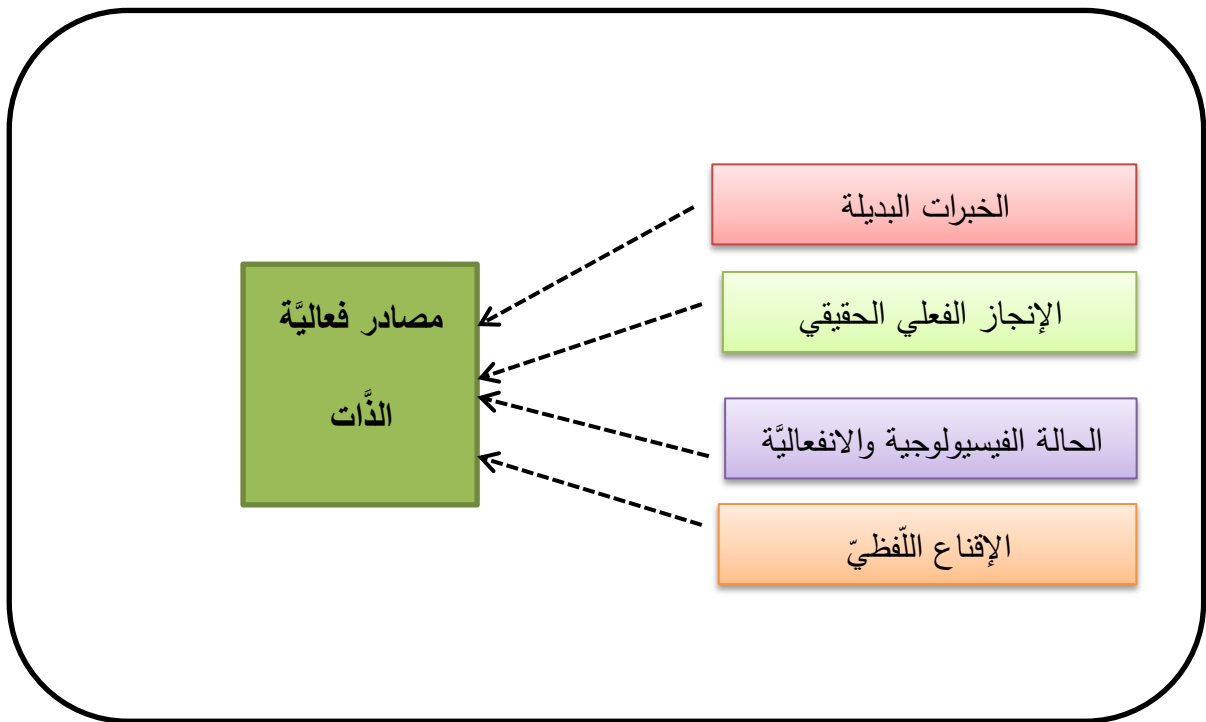 الخبرات البديلة
الإنجاز الفعلي الحقيقي
الحالة الفيسيولوجية والانفعاليَّة
الإقناع اللّفظيّ
مصادر فعاليَّة
الذَّات